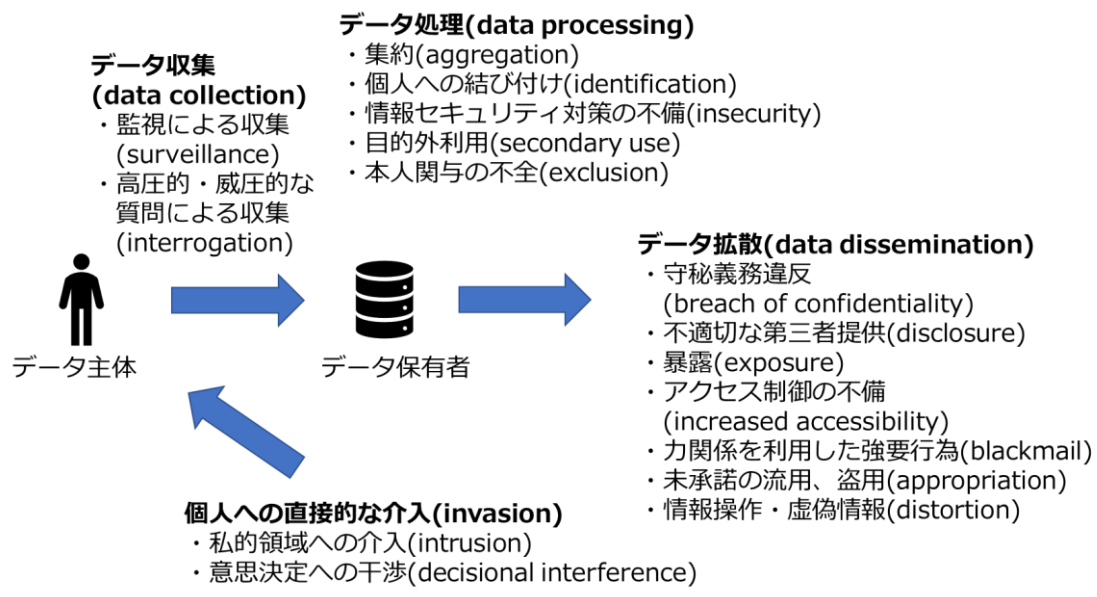 データ処理(data processing)
・集約(aggregation)
・個人への結び付け(identification)
・情報セキュリティ対策の不備(insecurity)
・目的外利用(secondary use)
・本人関与の不全(exclusion)
データ収集
(data collection)
・監視による収集
(surveillance)
・高圧的・威圧的な
質問による収集
(interrogation)
データ主体
データ保有者
データ拡散(data dissemination)
・守秘義務違反
(breach of confidentiality)
・不適切な第三者提供(disclosure)
・暴露(exposure)
・アクセス制御の不備
(increased accessibility)
・力関係を利用した強要行為(blackmail)
・未承諾の流用、盗用(appropriation)
・情報操作・虚偽情報(distortion)
個人への直接的な介入(invasion)
・私的領域への介入(intrusion)
・意思決定への干渉(decisional interference)